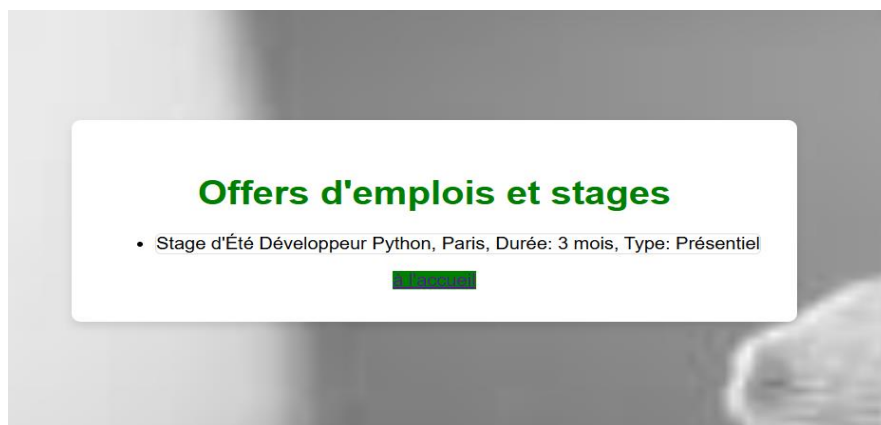 Offers d'emplois et stages
Stage d'Été Développeur Python, Paris, Durée: 3 mois, Type: Présentiel
à l'accueil